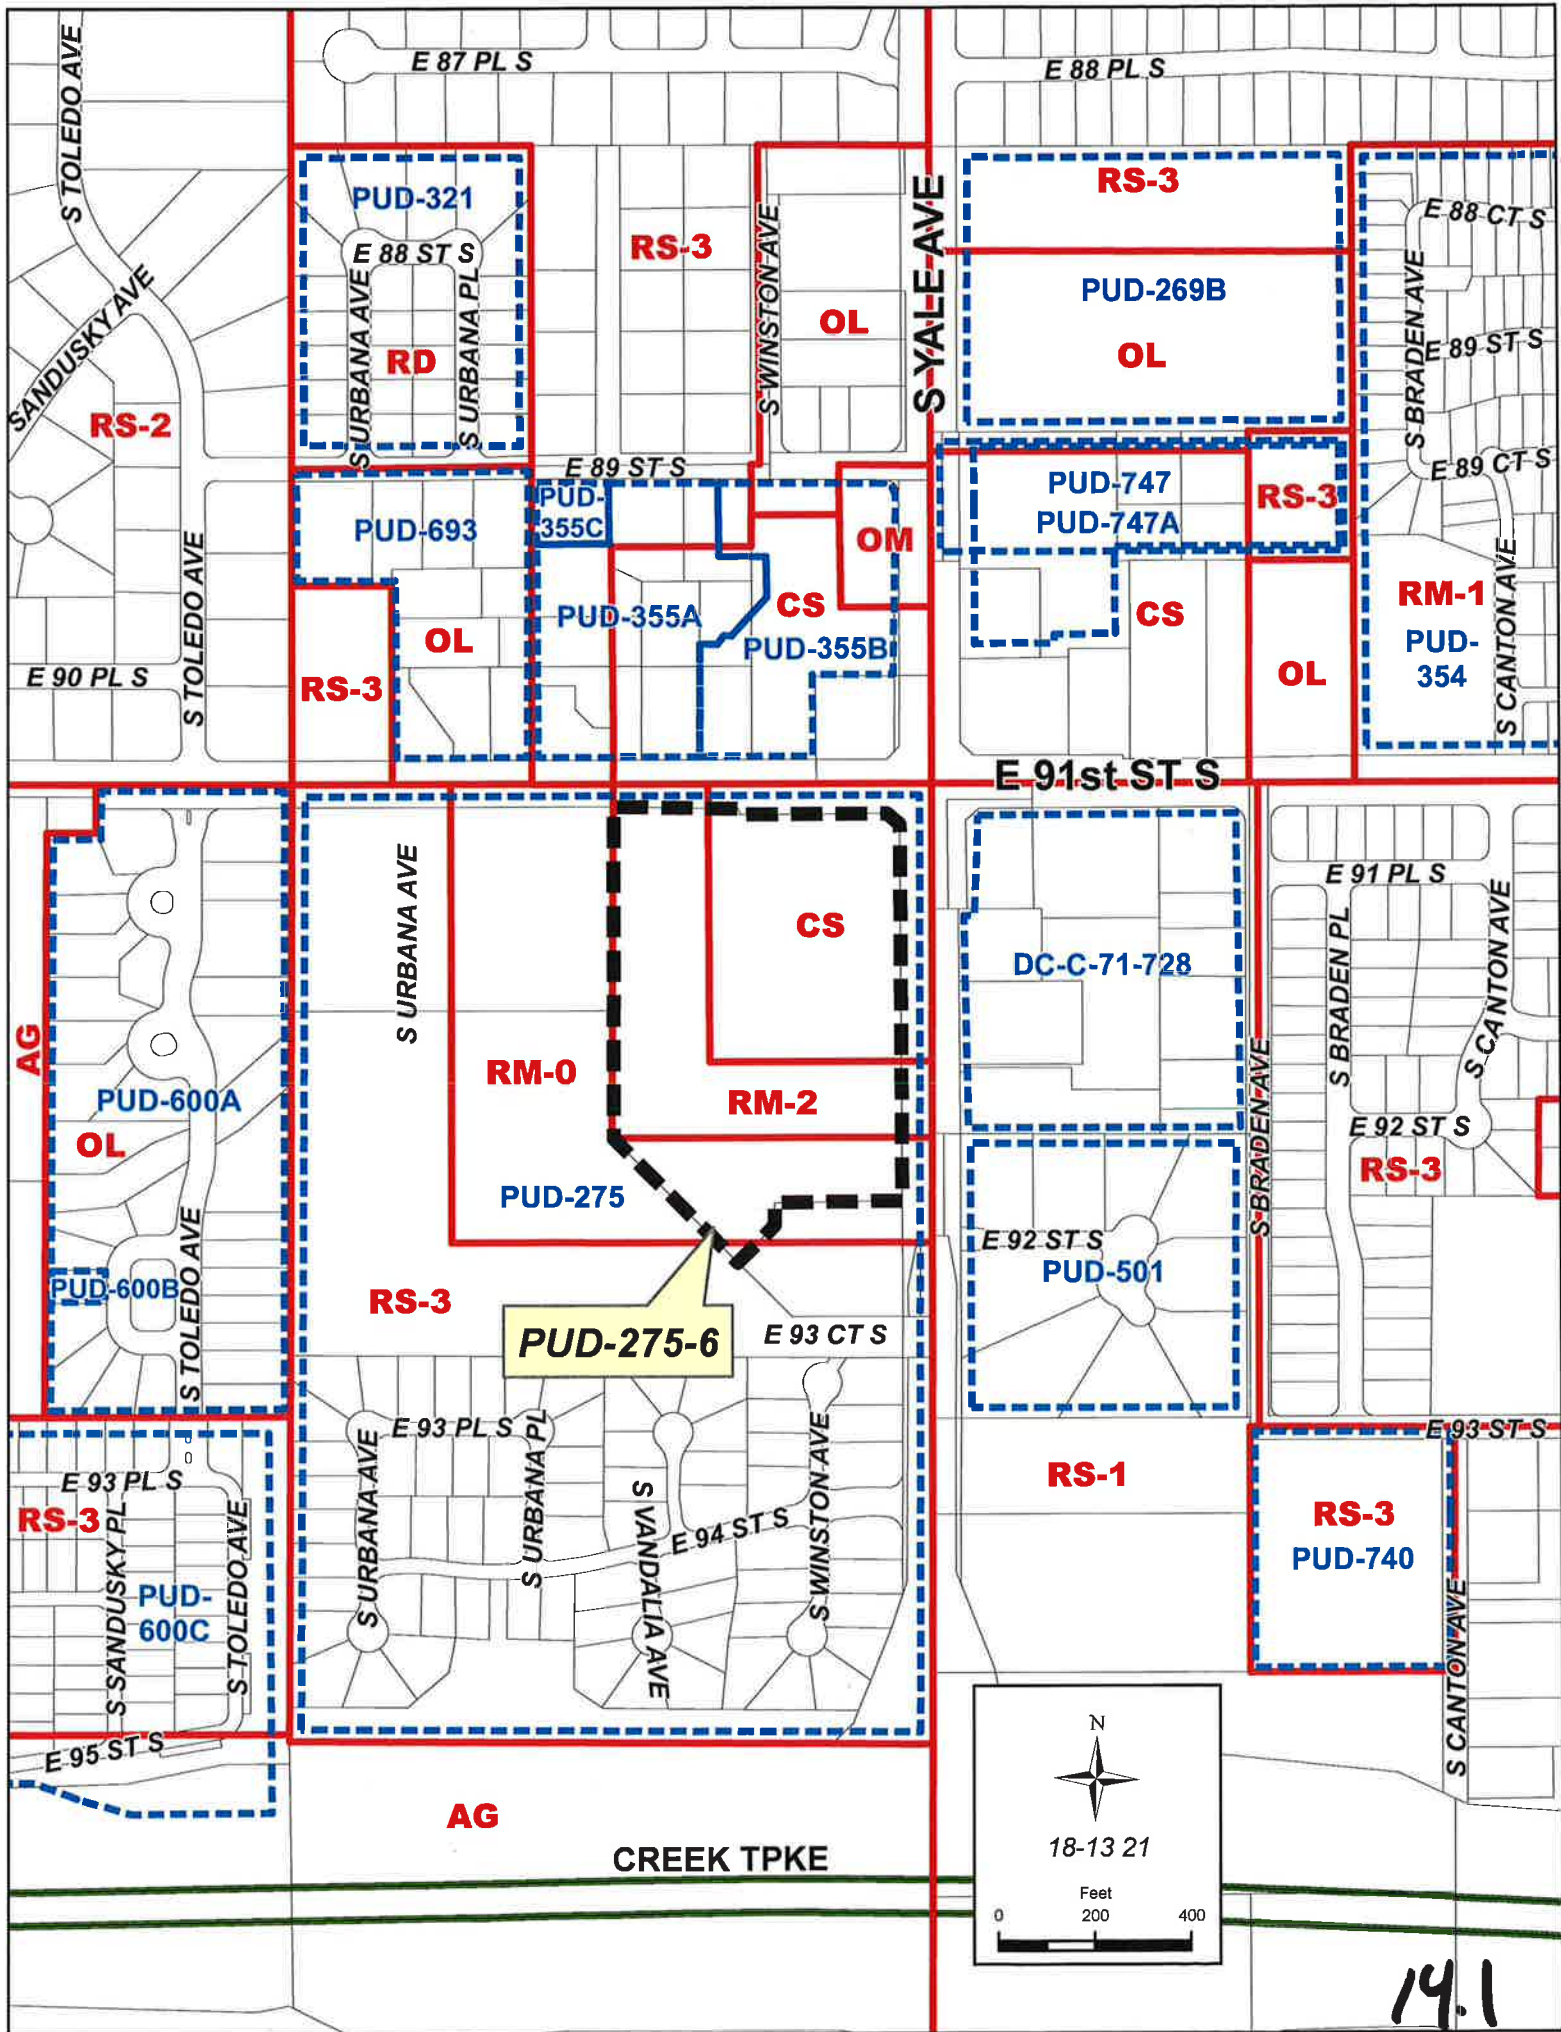 E 87 PL S
E 88 PL S
S TOLEDO AVE
PUD-321
RS-3
E 88 CT S
E 88 ST S
RS-3
S WINSTON AVE
S YALE AVE
PUD-269B
S BRADEN AVE
SANDUSKY AVE
S URBANA AVE
S URBANA PL
RD
OL
OL
E 89 ST S
RS-2
E 89 ST S
E 89 CT S
PUD-693
PUD-
355C
OM
PUD-747
PUD-747A
RS-3
S TOLEDO AVE
OL
PUD-355A
CS
PUD-355B
CS
RM-1
PUD-
354
S CANTON AVE
E 90 PL S
RS-3
OL
E 91st ST S
S URBANA AVE
CS
DC-C-71-728
E 91 PL S
S BRADEN PL
S CANTON AVE
AG
RM-0
RM-2
PUD-600A
OL
S BRADEN AVE
E 92 ST S
RS-3
PUD-275
E 92 ST S
PUD-501
PUD-600B
S TOLEDO AVE
RS-3
PUD-275-6
E 93 CT S
E 93 PL S
S URBANA AVE
S URBANA PL
S VANDALIA AVE
E 94 ST S
S WINSTON AVE
RS-1
E 93 ST S
E 93 PL S
RS-3
S SANDUSKY PL
S TOLEDO AVE
PUD-
600C
RS-3
PUD-740
S CANTON AVE
E 95 ST S
AG
CREEK TPKE
N
18-13 21
Feet
0 200 400
14.1